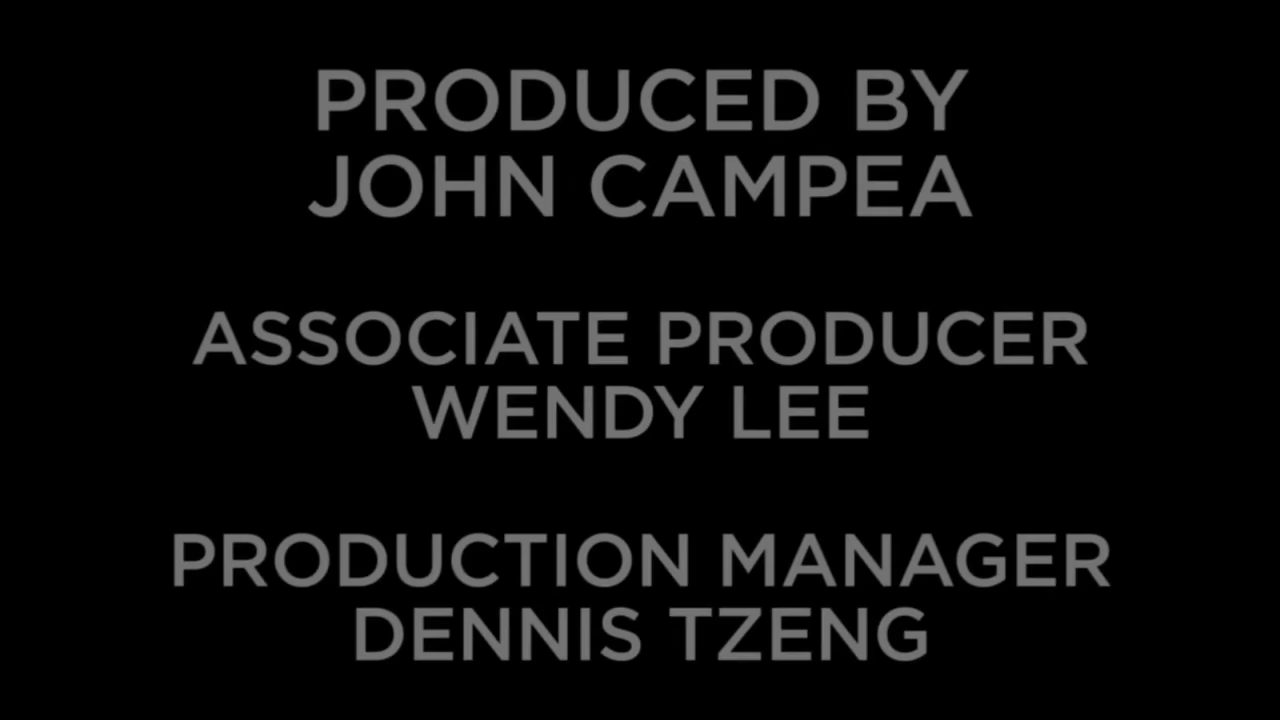 PRODUCED BY
JOHN CAMPEA
ASSOCIATE PRODUCER
WENDY LEE
PRODUCTION MANAGER
DENNIS TZENG